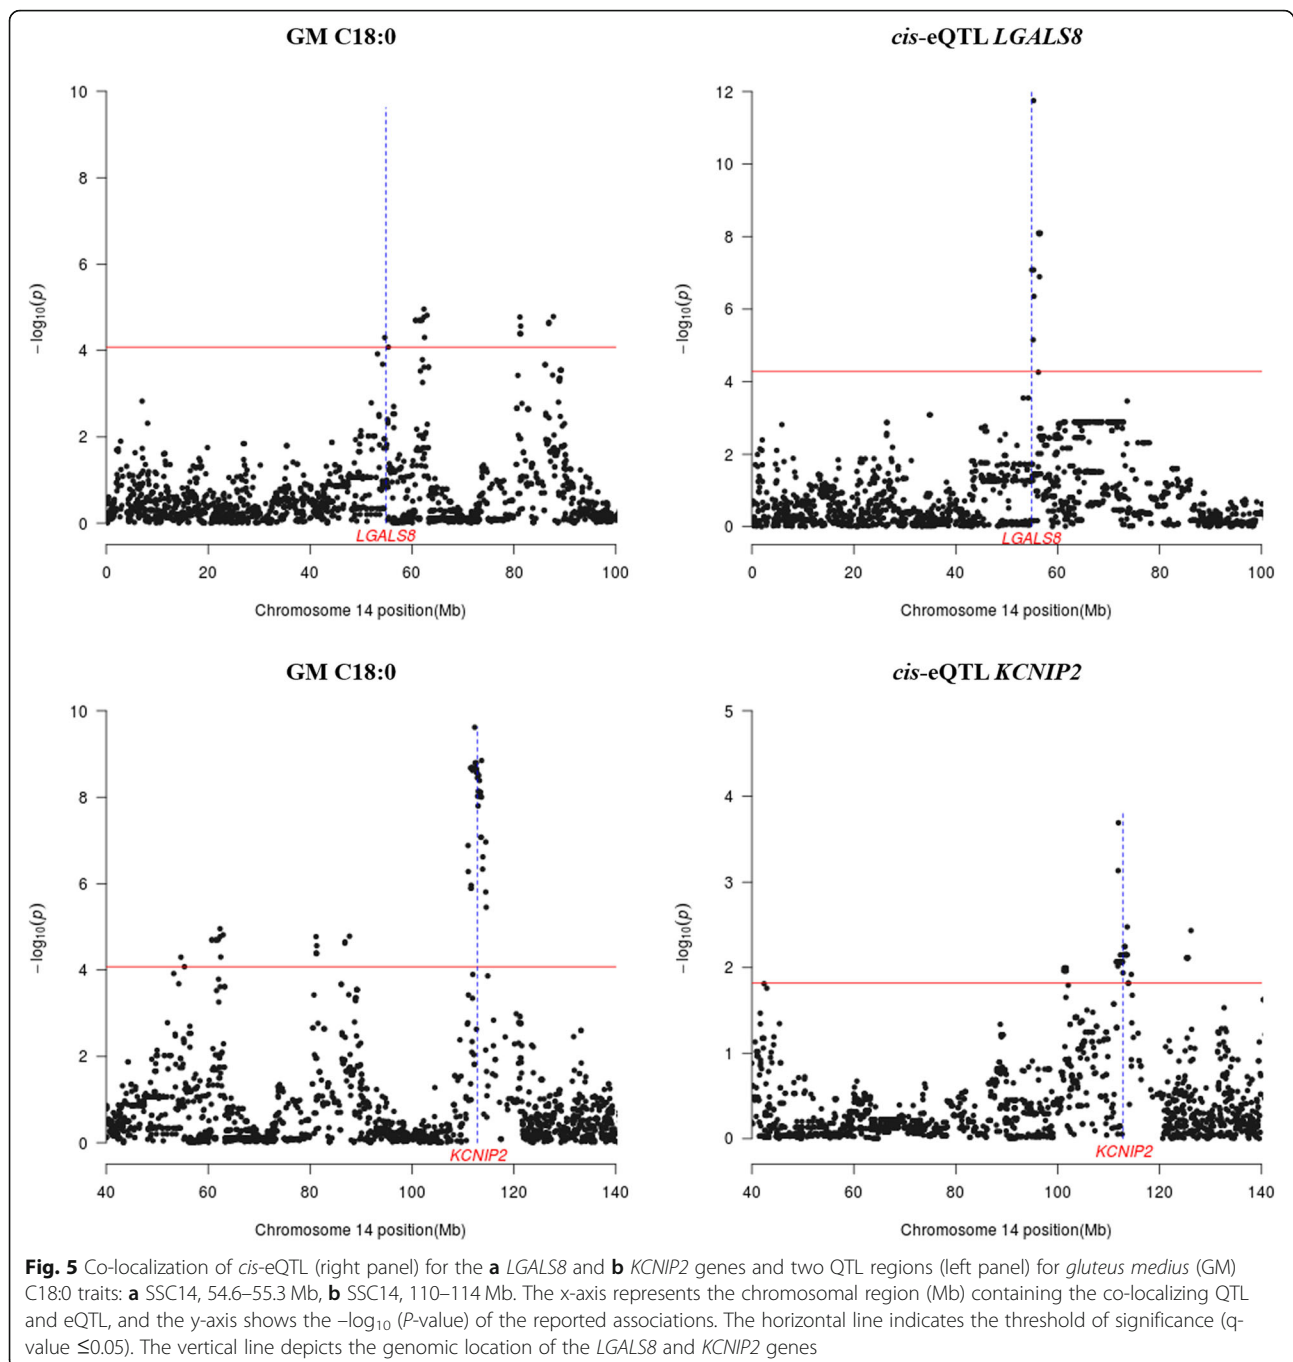 GM C18:0
cis-eQTL LGALS8
10
8
6
4
2
0
−log10(p)
LGALS8
0 20 40 60 80 100
Chromosome 14 position(Mb)
12
10
8
6
4
2
0
−log10(p)
LGALS8
0 20 40 60 80 100
Chromosome 14 position(Mb)
GM C18:0
cis-eQTL KCNIP2
10
8
6
4
2
0
−log10(p)
KCNIP2
40 60 80 100 120 140
Chromosome 14 position(Mb)
5
4
3
2
1
0
−log10(p)
KCNIP2
40 60 80 100 120 140
Chromosome 14 position(Mb)
Fig. 5 Co-localization of cis-eQTL (right panel) for the a LGALS8 and b KCNIP2 genes and two QTL regions (left panel) for gluteus medius (GM)
C18:0 traits: a SSC14, 54.6–55.3 Mb, b SSC14, 110–114 Mb. The x-axis represents the chromosomal region (Mb) containing the co-localizing QTL
and eQTL, and the y-axis shows the –log10 (P-value) of the reported associations. The horizontal line indicates the threshold of significance (q-
value ≤0.05). The vertical line depicts the genomic location of the LGALS8 and KCNIP2 genes